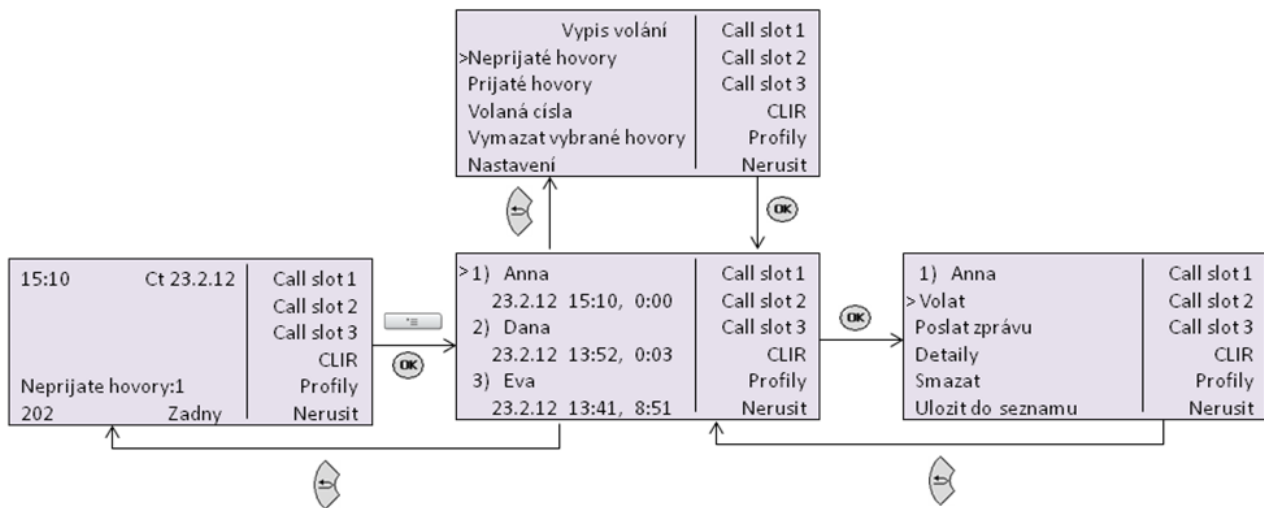 Vypis volání
Call slot 1
>Neprijaté hovory
Call slot 2
Prijaté hovory
Call slot 3
Volaná císla
CLIR
Vymazat vybrané hovory
Profily
Nastavení
Nerusit
OK
15:10 Ct 23.2.12
Call slot 1
Call slot 2
Call slot 3
CLIR
Neprijate hovory:1
Profily
202 Zadny
Nerusit
*≡
OK
>1) Anna
Call slot 1
23.2.12 15:10, 0:00
Call slot 2
2) Dana
Call slot 3
23.2.12 13:52, 0:03
CLIR
3) Eva
Profily
23.2.12 13:41, 8:51
Nerusit
OK
1) Anna
Call slot 1
>Volat
Call slot 2
Poslat zprávu
Call slot 3
Detaily
CLIR
Smazat
Profily
Ulozit do seznamu
Nerusit